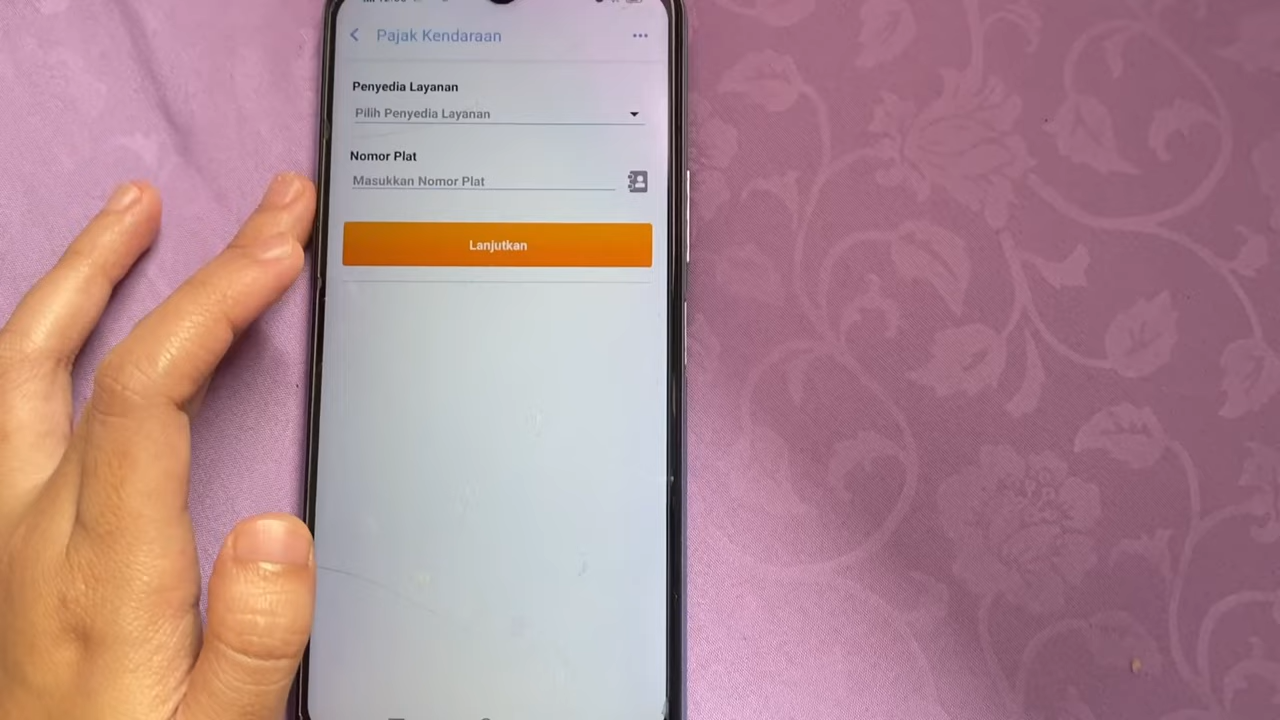 Pajak Kendaraan
Penyedia Layanan
Pilih Penyedia Layanan
Nomor Plat
Masukkan Nomor Plat
Lanjutkan